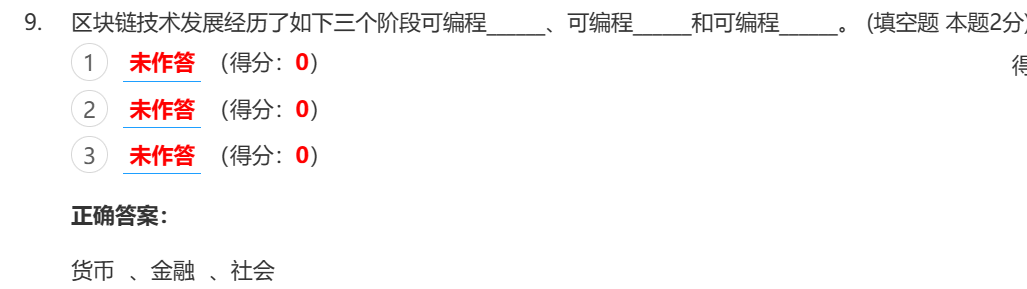 9. 区块链技术发展经历了如下三个阶段可编程______、可编程______和可编程______。 (填空题 本题2分)
1 未作答 (得分：0)
得
2 未作答 (得分：0)
3 未作答 (得分：0)
正确答案：
货币 、金融 、社会